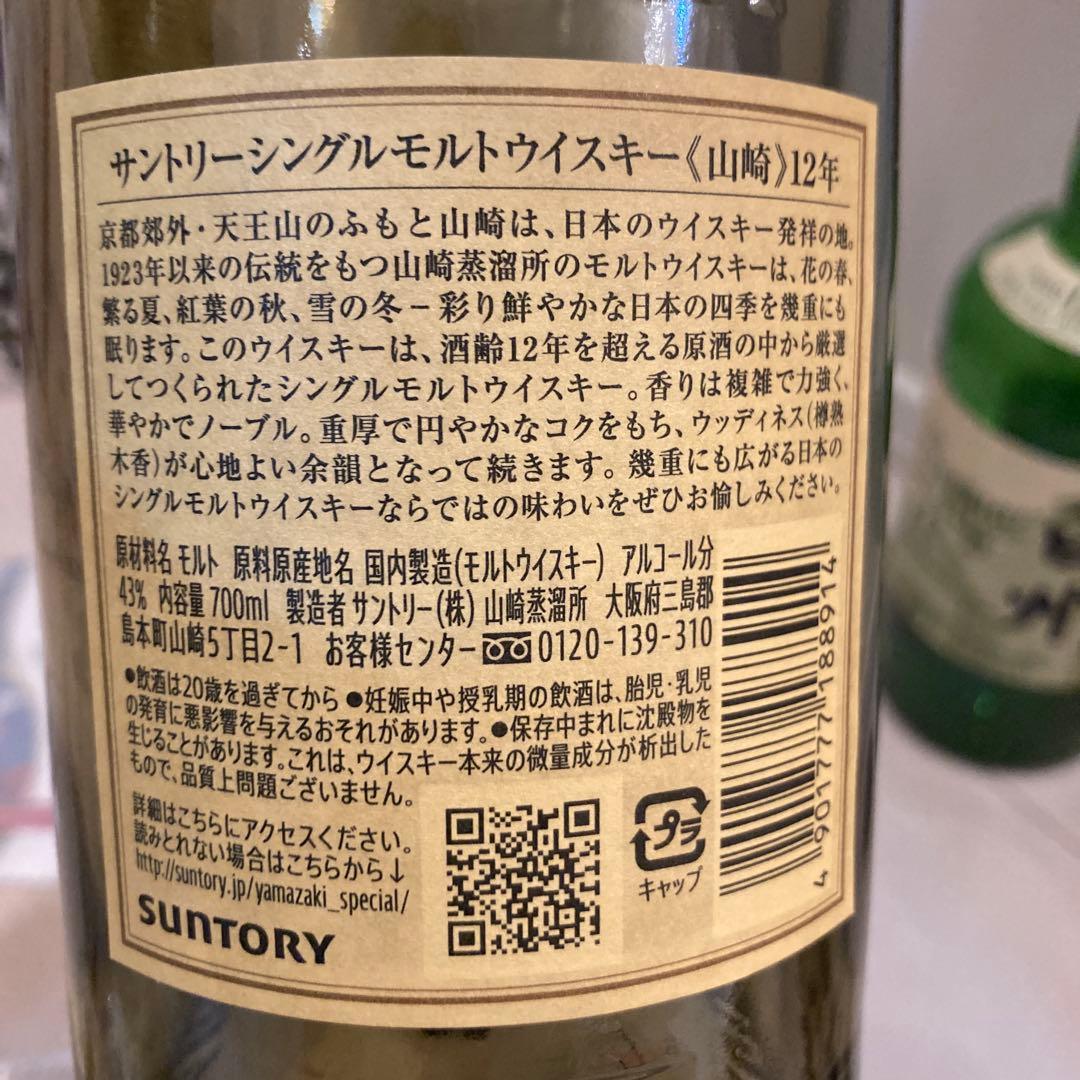 サントリーシングルモルトウイスキー《山崎》12年
京都郊外・天王山のふもと山崎は、日本のウイスキー発祥の地。
1923年以来の伝統をもつ山崎蒸溜所のモルトウイスキーは、花の春、
繁る夏、紅葉の秋、雪の冬－彩り鮮やかな日本の四季を幾重にも
眠ります。このウイスキーは、酒齢12年を超える原酒の中から厳選
してつくられたシングルモルトウイスキー。香りは複雑で力強く、
華やかでノーブル。重厚で円やかなコクをもち、ウッディネス(樽熟
木香)が心地よい余韻となって続きます。幾重にも広がる日本の
シングルモルトウイスキーならではの味わいをぜひお愉しみください。
原材料名 モルト 原料原産地名 国内製造(モルトウイスキー) アルコール分
43% 内容量700ml 製造者 サントリー(株) 山崎蒸溜所 大阪府三島郡
島本町山崎5丁目2-1 お客様センター 0120-139-310
●飲酒は20歳を過ぎてから ●妊娠中や授乳期の飲酒は、胎児・乳児
の発育に悪影響を与えるおそれがあります。●保存中まれに沈殿物を
生じることがあります。これは、ウイスキー本来の微量成分が析出した
もので、品質上問題ございません。
詳細はこちらにアクセスください。
読みとれない場合はこちらから↓
http://suntory.jp/yamazaki_special/
SUNTORY
プラ
キャップ
4901777188914